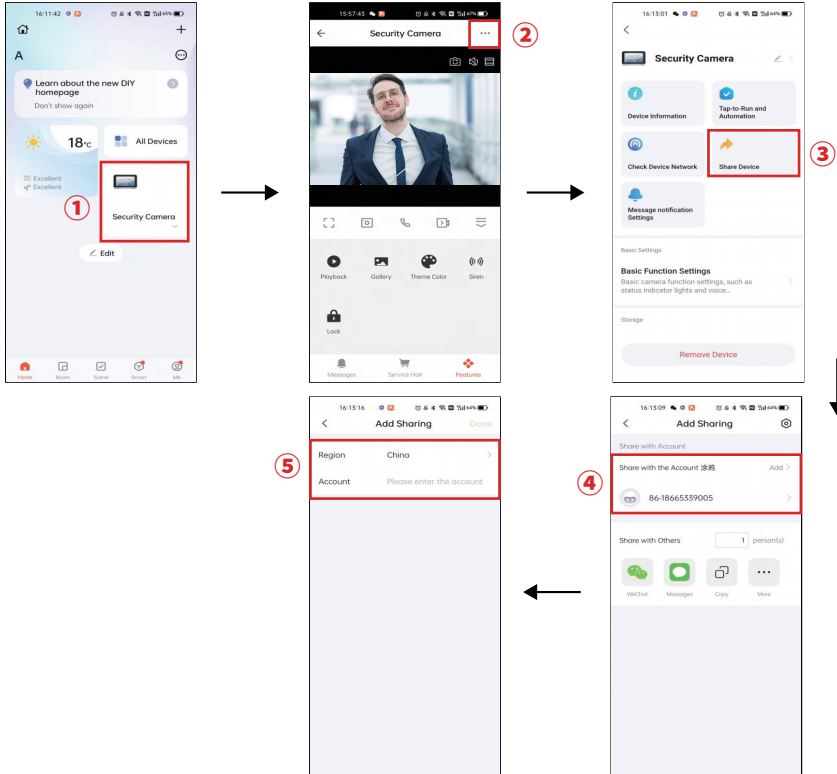 16:11:42
65%
A
Learn about the new DIY
homepage
Don't show again
18°c
All Devices
Excellent
Excellent
①
Security Camera
Edit
Home
Room
Scene
Smart
Me
15:57:43
67%
Security Camera
②
Playback
Gallery
Theme Color
Siren
Lock
Messages
Service Hall
Features
16:13:01
64%
Security Camera
Device Information
Tap-to-Run and
Automation
Check Device Network
Share Device
③
Message notification
Settings
Basic Settings
Basic Function Settings
Basic camera function settings, such as
status indicator lights and voice...
Storage
Remove Device
16:13:09
64%
Add Sharing
Share with Account
Share with the Account 涂鸦
Add
④
86-18665339005
Share with Others
1 person(s)
WeChat
Messages
Copy
More
16:13:16
64%
Add Sharing
Done
⑤
Region
China
Account
Please enter the account